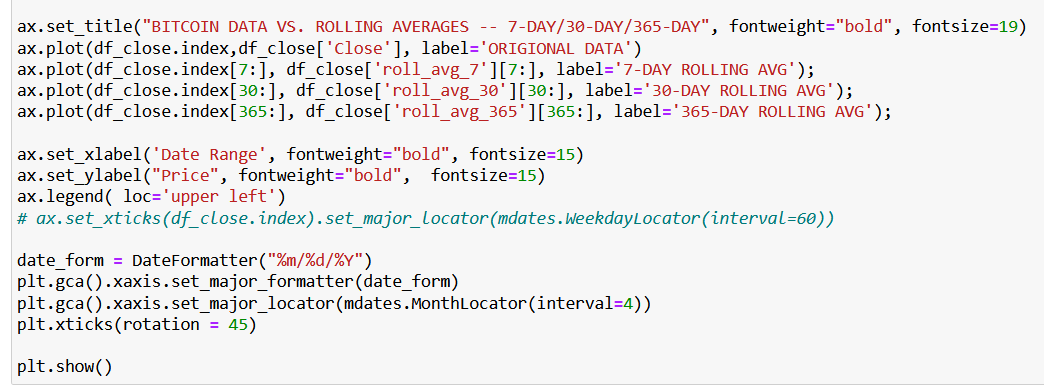 ax.set_title("BITCOIN DATA VS. ROLLING AVERAGES -- 7-DAY/30-DAY/365-DAY", fontweight="bold", fontsize=19)
ax.plot(df_close.index,df_close['Close'], label='ORIGIONAL DATA')
ax.plot(df_close.index[7:], df_close['roll_avg_7'][7:], label='7-DAY ROLLING AVG');
ax.plot(df_close.index[30:], df_close['roll_avg_30'][30:], label='30-DAY ROLLING AVG');
ax.plot(df_close.index[365:], df_close['roll_avg_365'][365:], label='365-DAY ROLLING AVG');
ax.set_xlabel('Date Range', fontweight="bold", fontsize=15)
ax.set_ylabel("Price", fontweight="bold",  fontsize=15)
ax.legend( loc='upper left')
# ax.set_xticks(df_close.index).set_major_locator(mdates.WeekdayLocator(interval=60))
date_form = DateFormatter("%m/%d/%Y")
plt.gca().xaxis.set_major_formatter(date_form)
plt.gca().xaxis.set_major_locator(mdates.MonthLocator(interval=4))
plt.xticks(rotation = 45)
plt.show()